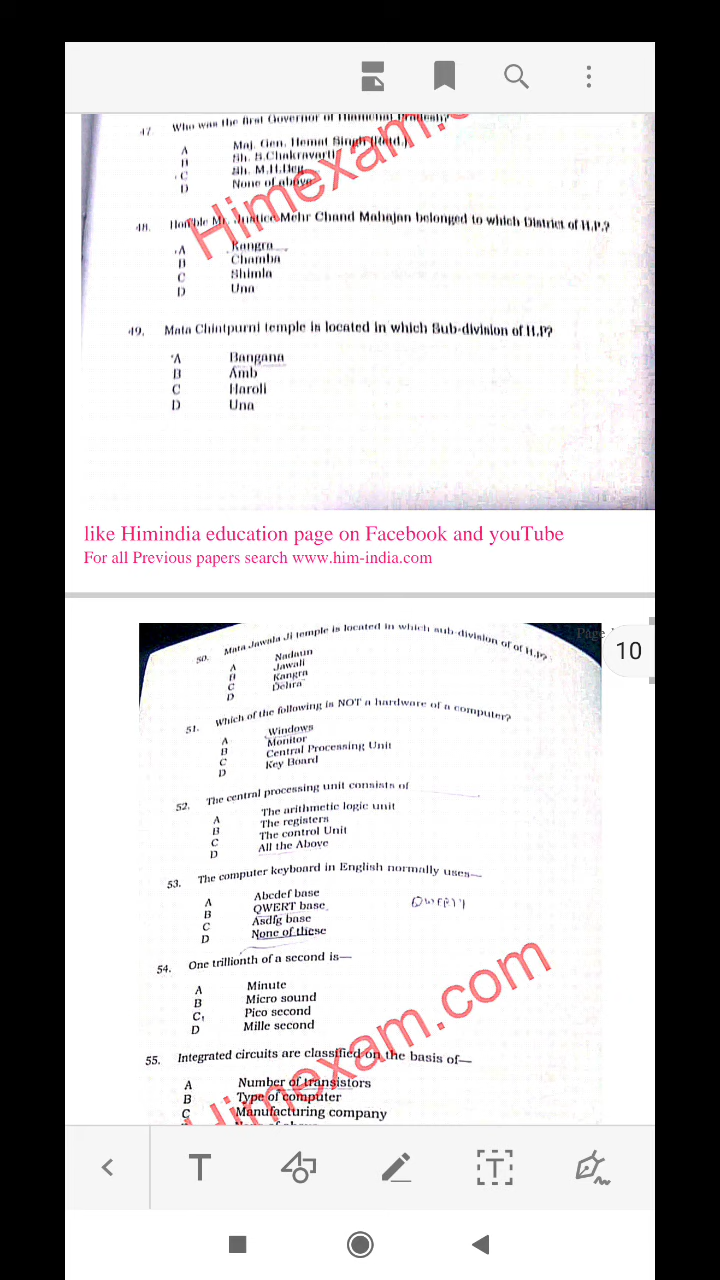 47. Who was the first Governor of Himachal Pradesh?
A Maj. Gen. Hemat Singh (Retd.)
B Sh. S.Chakravorti
C Sh. M.H.Beg
D None of above
48. Hon'ble Mr. Justice Mehr Chand Mahajan belonged to which District of H.P.?
A Kangra
B Chamba
C Shimla
D Una
49. Mata Chintpurni temple is located in which Sub-division of H.P?
A Bangana
B Amb
C Haroli
D Una
Himexam.c
like Himindia education page on Facebook and youTube
For all Previous papers search www.him-india.com
Page
10
50. Mata Jawala Ji temple is located in which sub-division of of H.P?
A Nadaun
B Jawali
C Kangra
D Dehra
51. Which of the following is NOT a hardware of a computer?
A Windows
B Monitor
C Central Processing Unit
D Key Board
52. The central processing unit consists of ________.
A The arithmetic logic unit
B The registers
C The control Unit
D All the Above
53. The computer keyboard in English normally uses—
A Abcdef base
B QWERT base
C Asdfg base
D None of these
54. One trillionth of a second is—
A Minute
B Micro sound
C Pico second
D Mille second
55. Integrated circuits are classified on the basis of—
A Number of transistors
B Type of computer
C Manufacturing company
Himexam.com
T
T